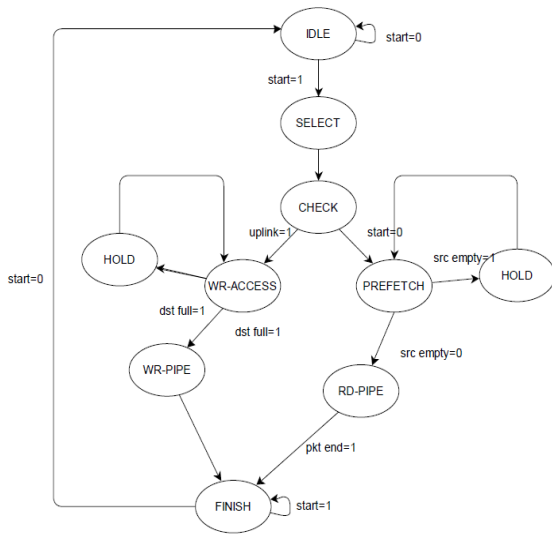 IDLE
start=0
start=1
SELECT
CHECK
uplink=1
start=0
HOLD
src empty=1
HOLD
start=0
WR-ACCESS
PREFETCH
dst full=1
dst full=1
src empty=0
WR-PIPE
RD-PIPE
pkt end=1
FINISH
start=1